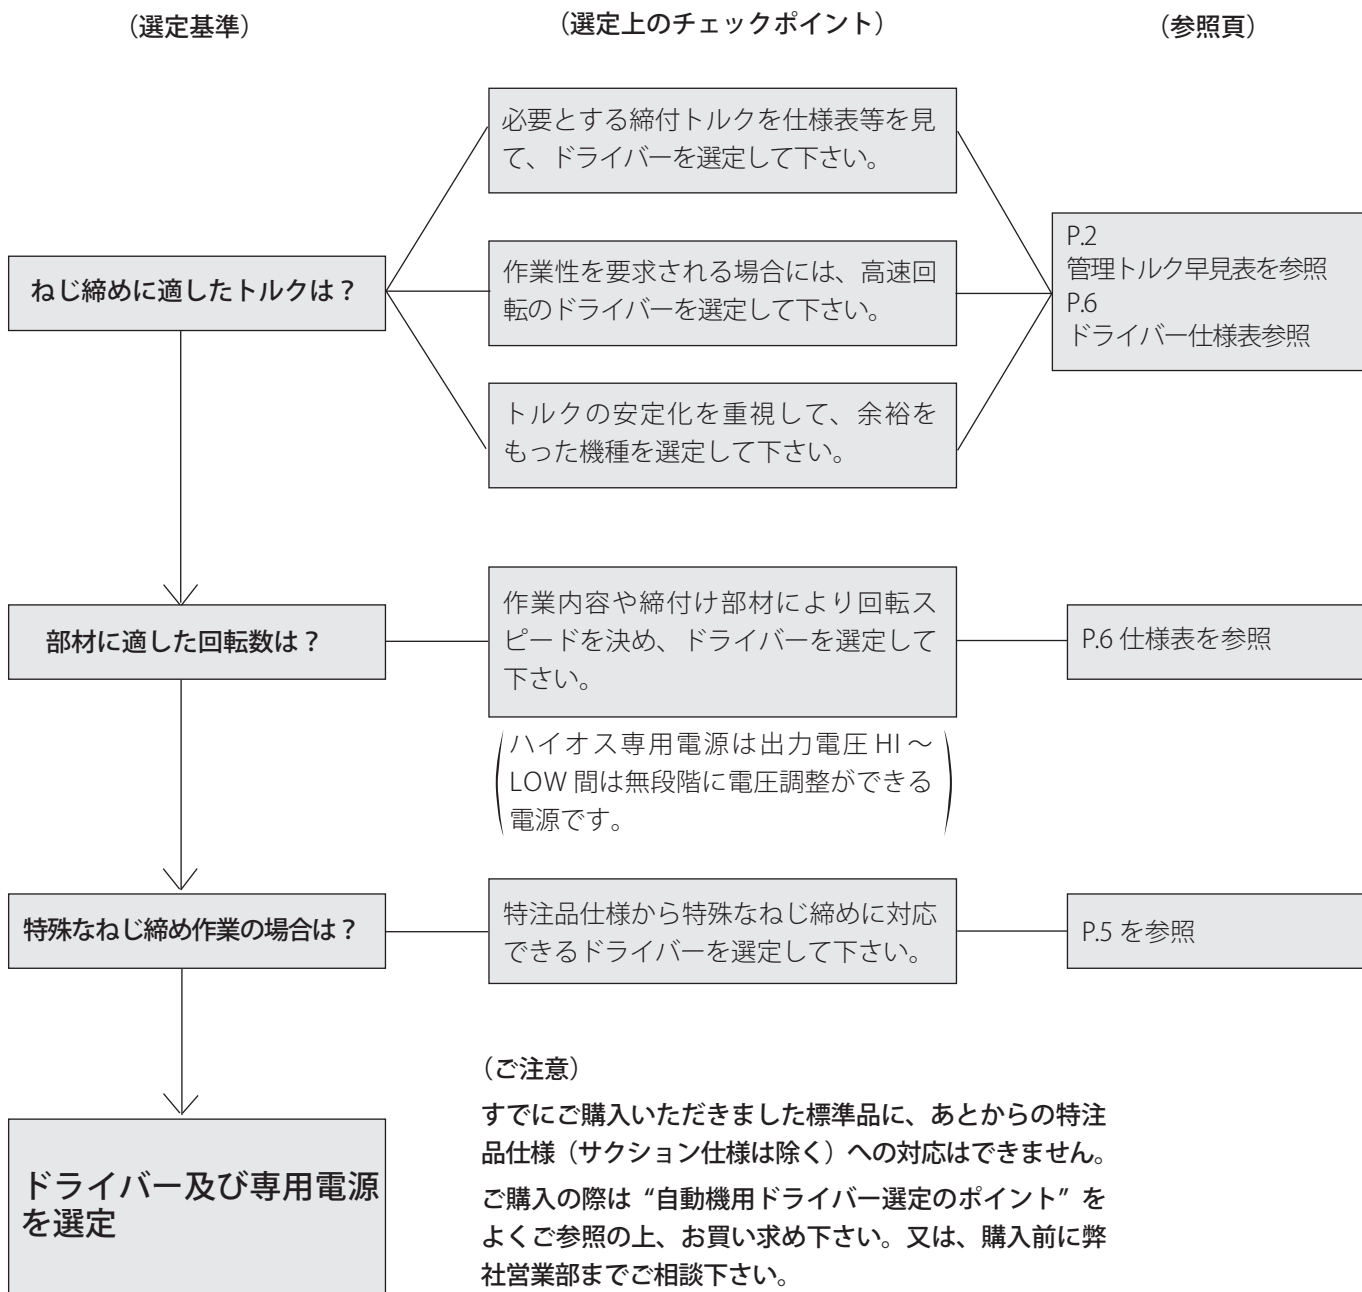 （選定基準）
（選定上のチェックポイント）
（参照頁）
ねじ締めに適したトルクは？
必要とする締付トルクを仕様表等を見
て、ドライバーを選定して下さい。
作業性を要求される場合には、高速回
転のドライバーを選定して下さい。
トルクの安定化を重視して、余裕を
もった機種を選定して下さい。
P.2
管理トルク早見表を参照
P.6
ドライバー仕様表参照
部材に適した回転数は？
作業内容や締付け部材により回転ス
ピードを決め、ドライバーを選定して
下さい。
P.6 仕様表を参照
ハイオス専用電源は出力電圧 HI ～
LOW 間は無段階に電圧調整ができる
電源です。
特殊なねじ締め作業の場合は？
特注品仕様から特殊なねじ締めに対応
できるドライバーを選定して下さい。
P.5 を参照
ドライバー及び専用電源
を選定
（ご注意）
すでにご購入いただきました標準品に、あとからの特注
品仕様（サクション仕様は除く）への対応はできません。
ご購入の際は“自動機用ドライバー選定のポイント”を
よくご参照の上、お買い求め下さい。又は、購入前に弊
社営業部までご相談下さい。